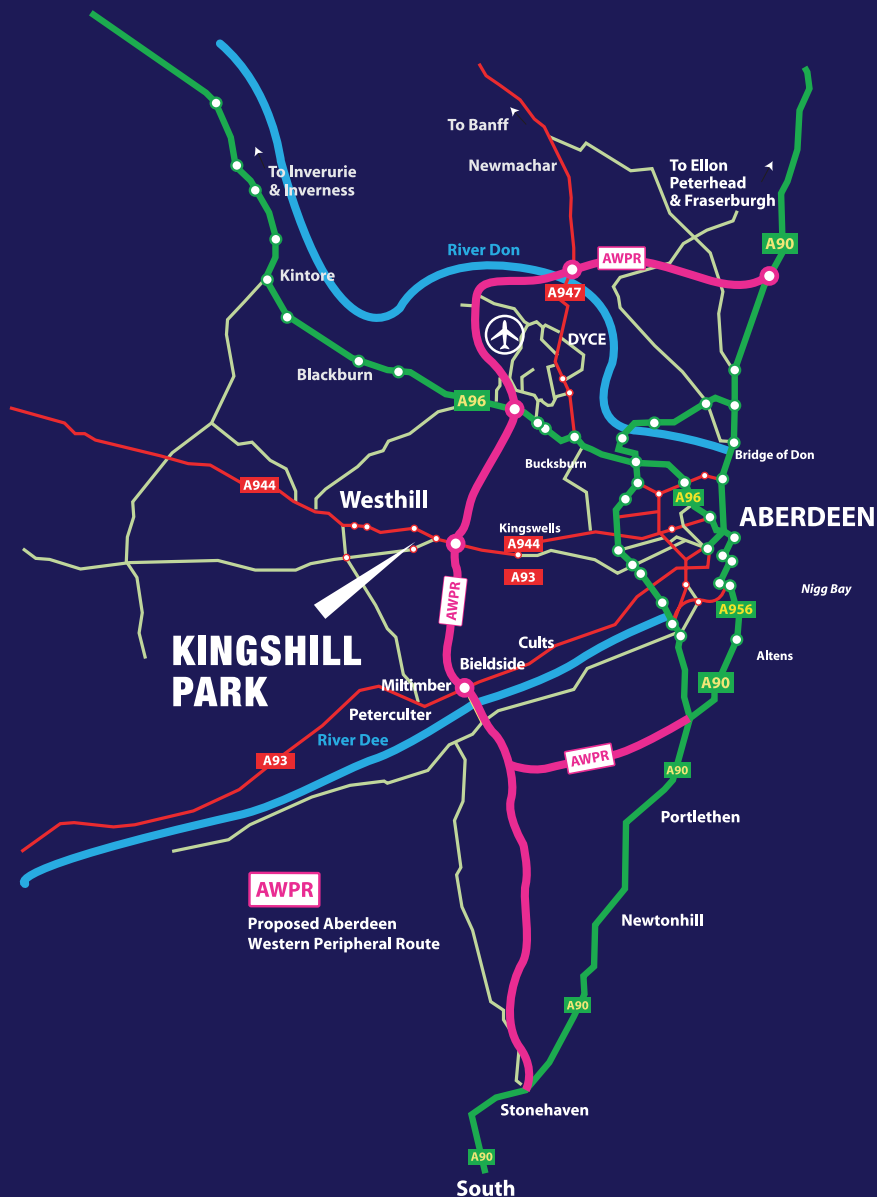 To Banff
Newmachar
To Inverurie
& Inverness
To Ellon
Peterhead
& Fraserburgh
A90
River Don
AWPR
Kintore
A947
DYCE
Blackburn
A96
Bridge of Don
Bucksburn
A944
Westhill
A96
ABERDEEN
Kingswells
A944
A93
AWPR
Nigg Bay
A956
KINGSHILL
PARK
Cults
Altens
Bieldside
Miltimber
A90
Peterculter
River Dee
A93
AWPR
A90
Portlethen
AWPR
Proposed Aberdeen
Western Peripheral Route
Newtonhill
A90
Stonehaven
A90
South